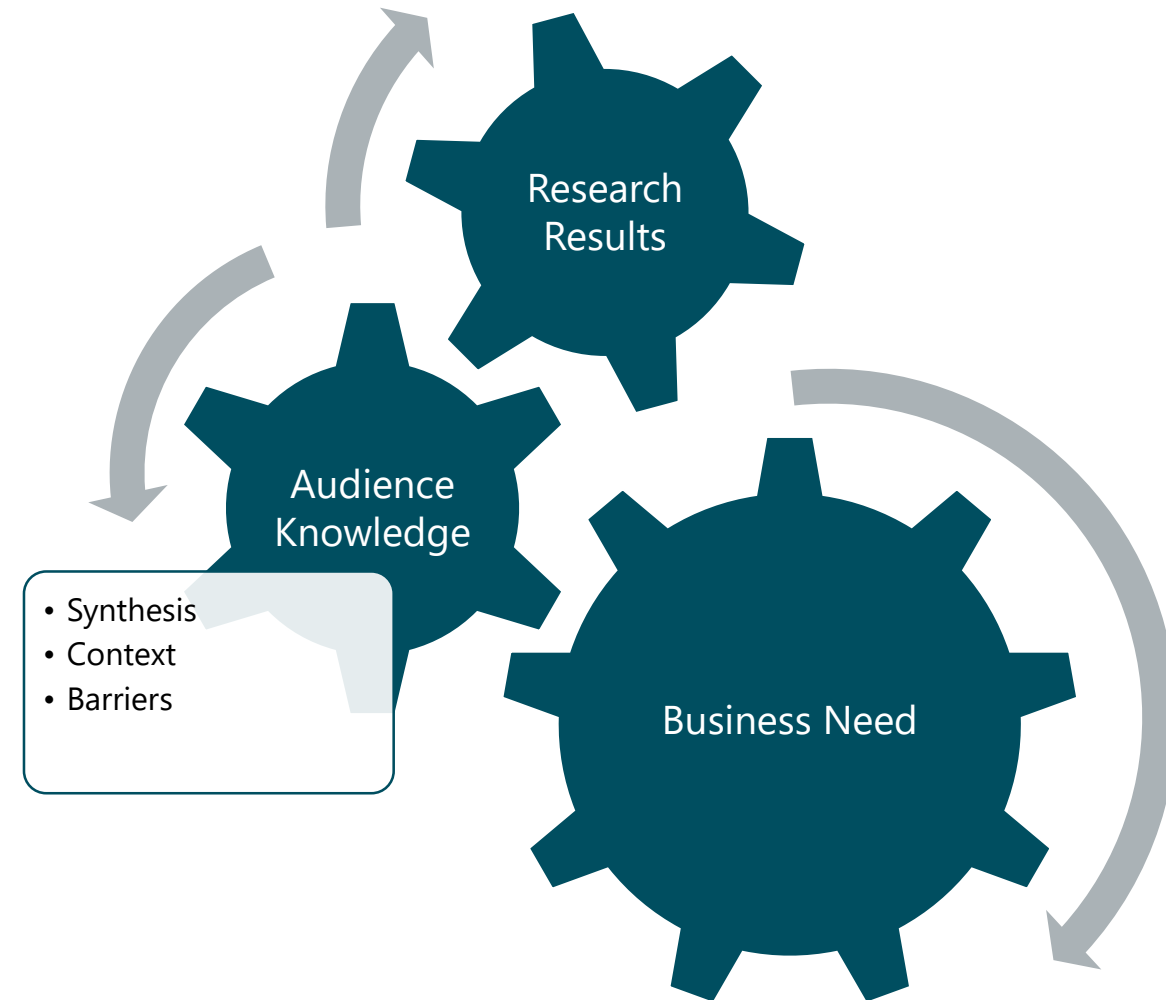 Research
Results
Audience
Knowledge
• Synthesis
• Context
• Barriers
Business Need